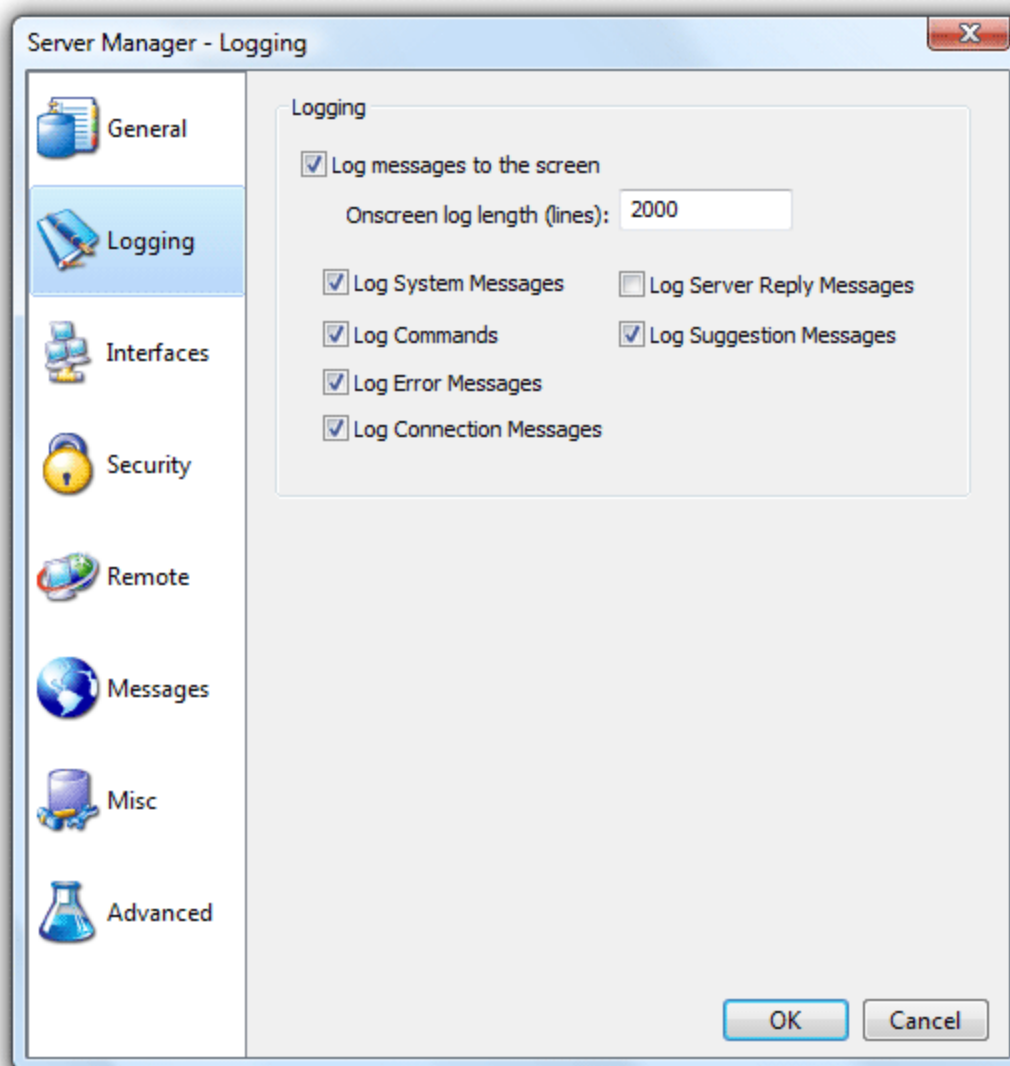 Server Manager - Logging
General
Logging
Interfaces
Security
Remote
Messages
Misc
Advanced
Logging
Log messages to the screen
Onscreen log length (lines): 2000
Log System Messages Log Server Reply Messages
Log Commands Log Suggestion Messages
Log Error Messages
Log Connection Messages
OK Cancel